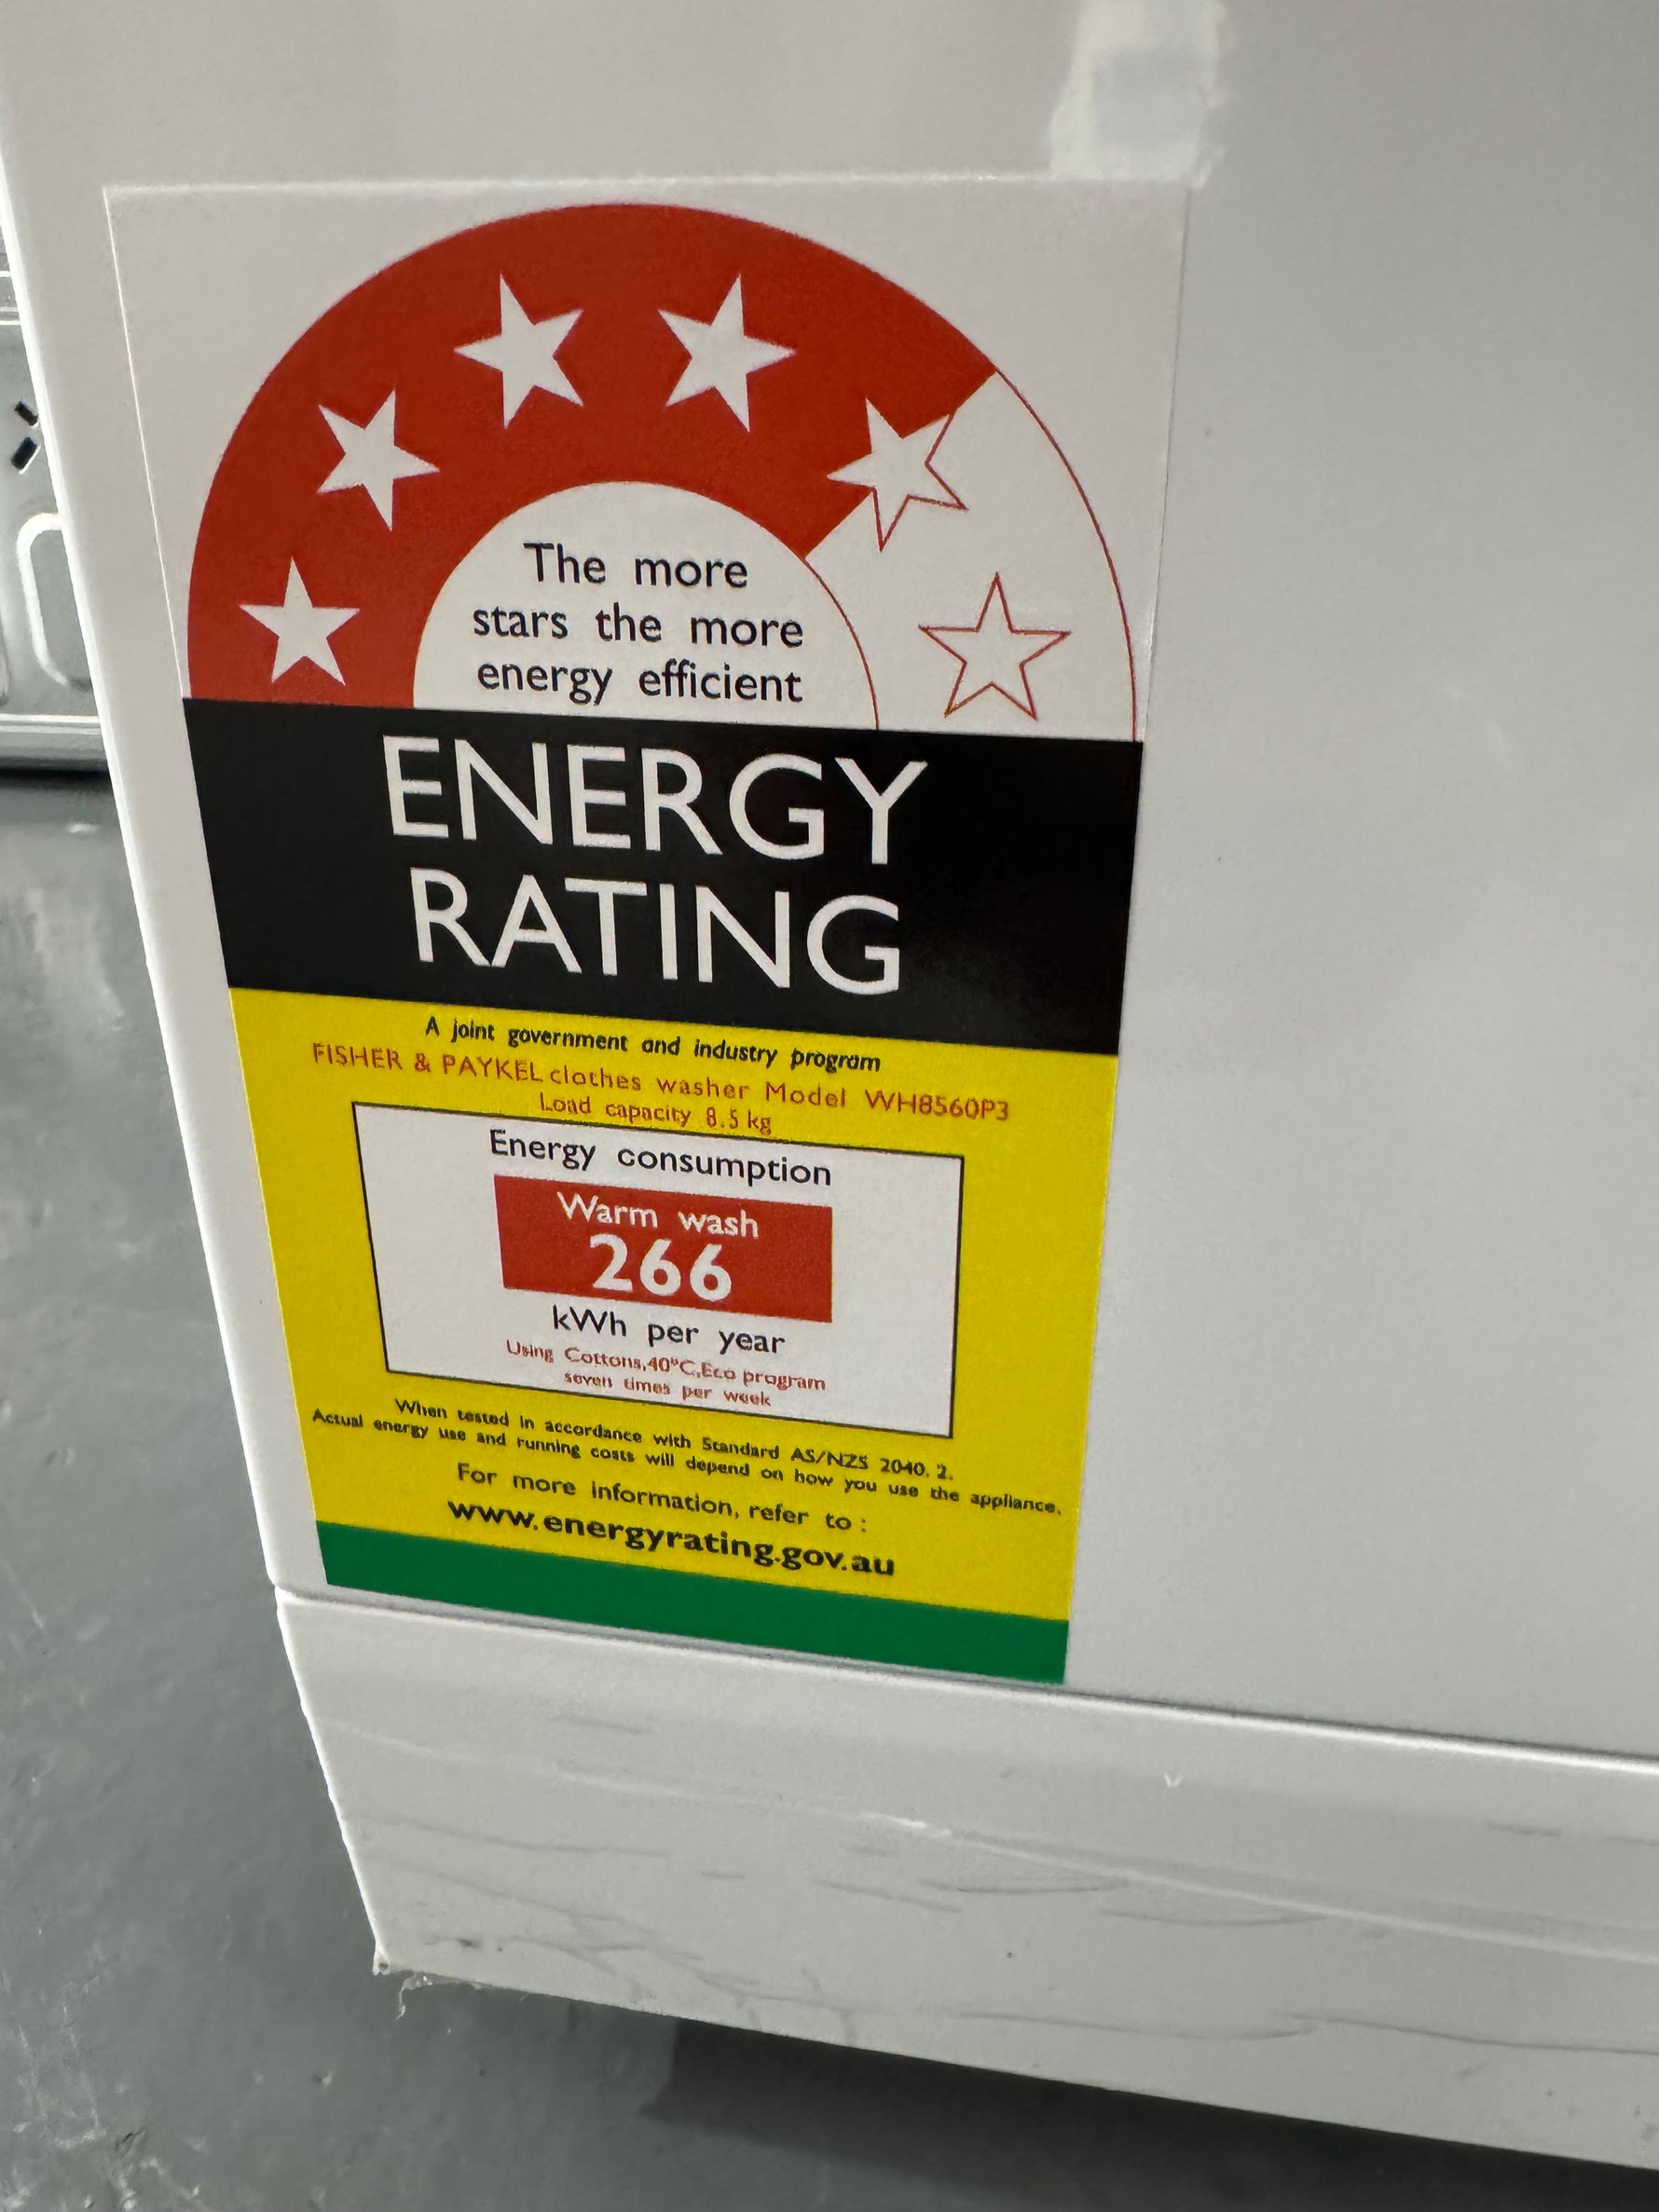 The more
stars the more
energy efficient
ENERGY
RATING
A joint government and industry program
FISHER & PAYKEL clothes washer Model WH8560P3
Load capacity 8.5 kg
Energy consumption
Warm wash
266
kWh per year
Using Cottons,40°C,Eco program
seven times per week
When tested in accordance with Standard AS/NZS 2040. 2.
Actual energy use and running costs will depend on how you use the appliance.
For more information, refer to :
www.energyrating.gov.au